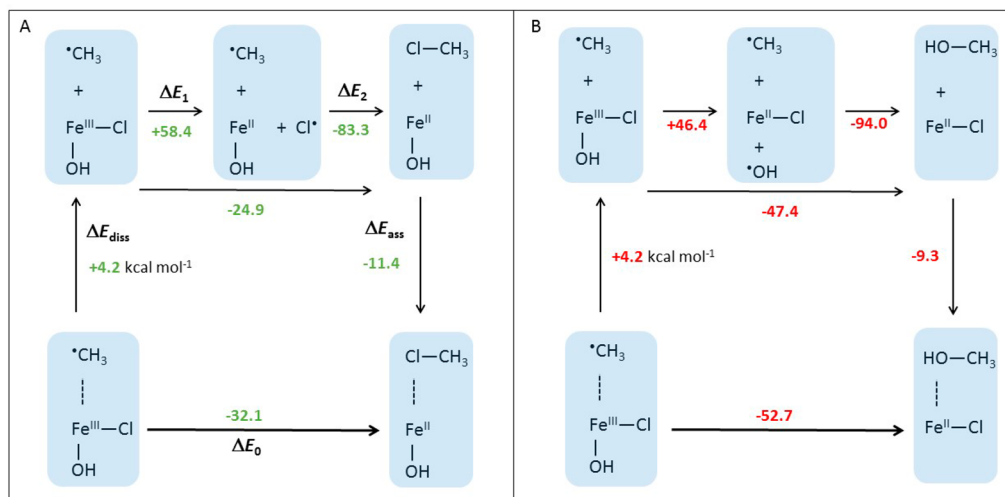 A
•CH₃
+
Feᴵᴵᴵ—Cl
OH
ΔE₁
+58.4
•CH₃
+
Feᴵᴵ
+ Cl•
OH
ΔE₂
-83.3
Cl—CH₃
+
Feᴵᴵ
OH
-24.9
ΔE_diss
+4.2 kcal mol⁻¹
ΔE_ass
-11.4
•CH₃
Feᴵᴵᴵ—Cl
OH
-32.1
ΔE₀
Cl—CH₃
Feᴵᴵ
OH
B
•CH₃
+
Feᴵᴵᴵ—Cl
OH
+46.4
•CH₃
+
Feᴵᴵ—Cl
+
•OH
-94.0
HO—CH₃
+
Feᴵᴵ—Cl
-47.4
+4.2 kcal mol⁻¹
-9.3
•CH₃
Feᴵᴵᴵ—Cl
OH
-52.7
HO—CH₃
Feᴵᴵ—Cl